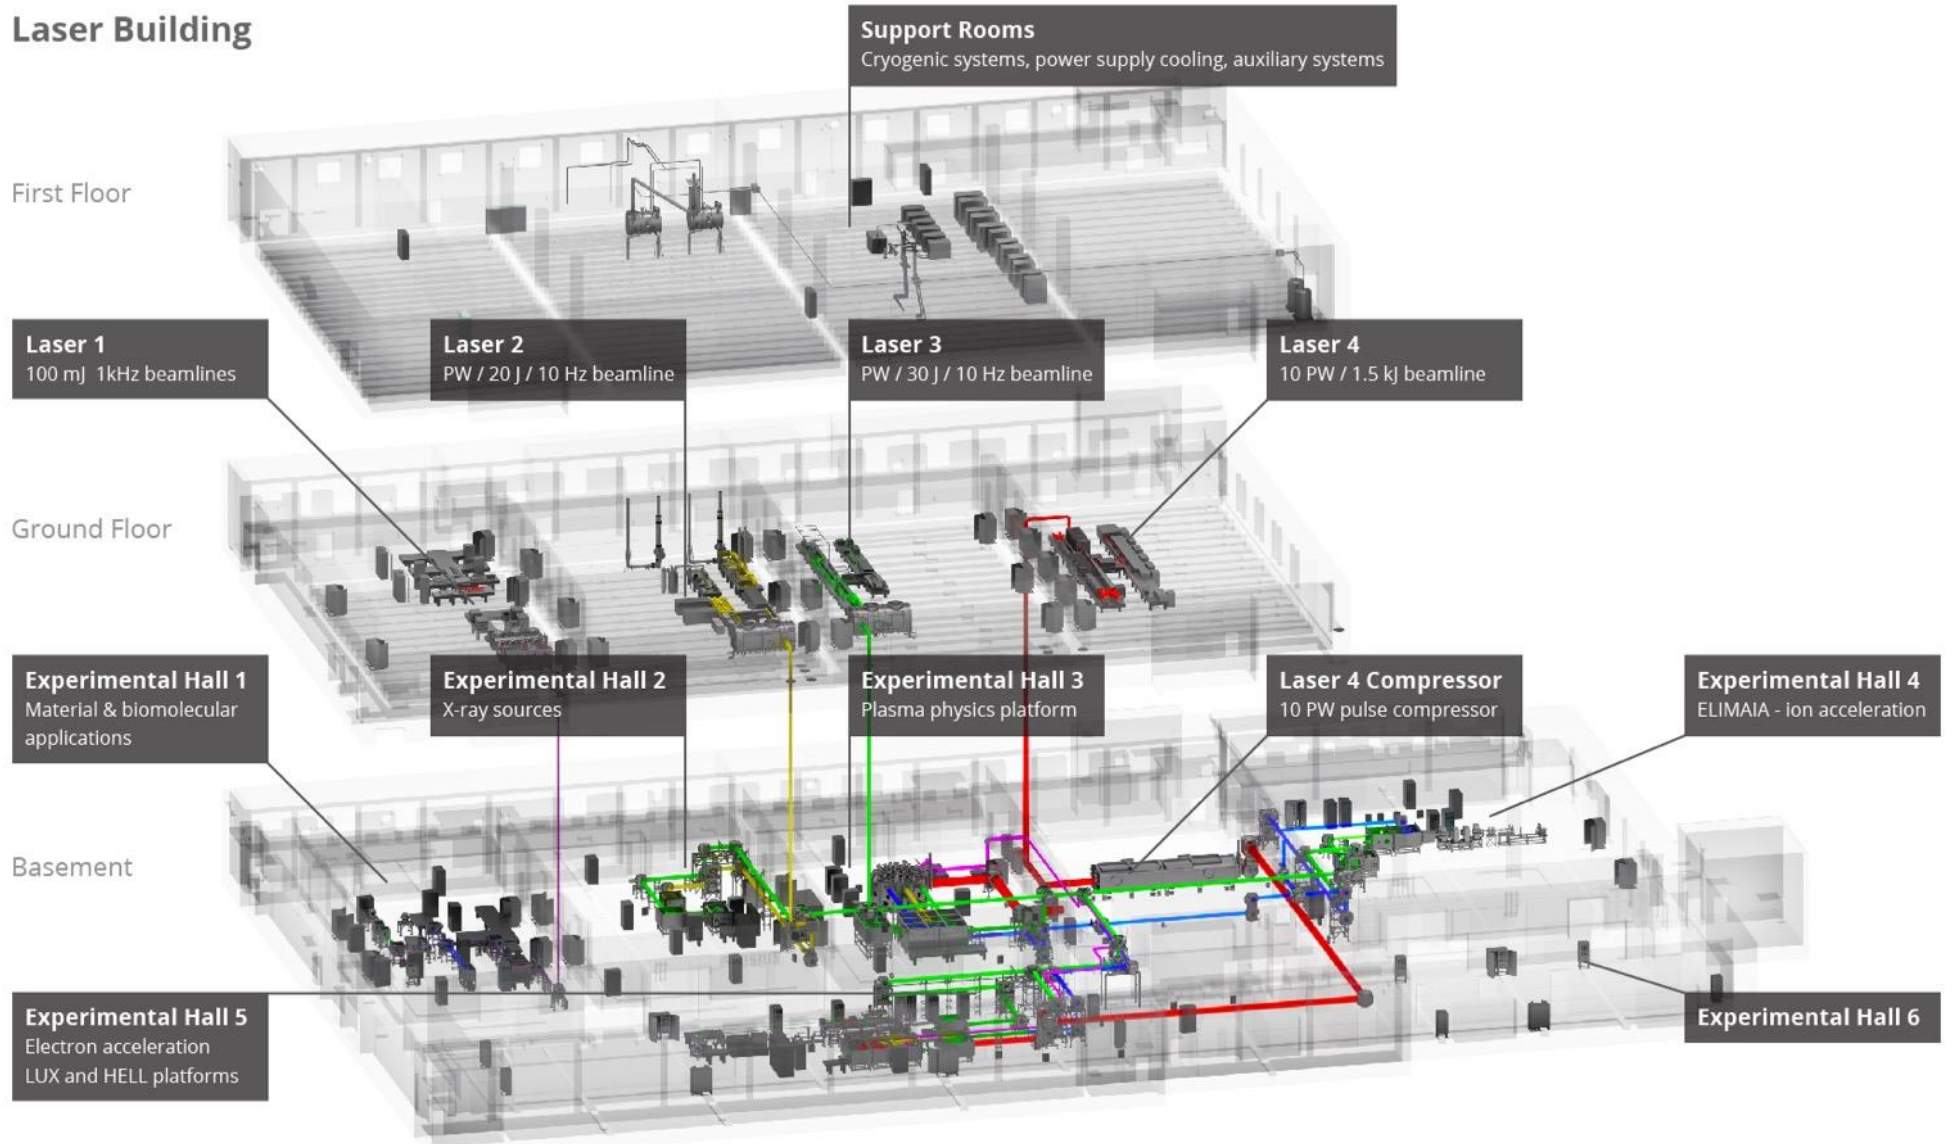 Laser Building
Support Rooms
Cryogenic systems, power supply cooling, auxiliary systems
First Floor
Laser 1
100 mJ 1kHz beamlines
Laser 2
PW / 20 J / 10 Hz beamline
Laser 3
PW / 30 J / 10 Hz beamline
Laser 4
10 PW / 1.5 kJ beamline
Ground Floor
Experimental Hall 1
Material & biomolecular
applications
Experimental Hall 2
X-ray sources
Experimental Hall 3
Plasma physics platform
Laser 4 Compressor
10 PW pulse compressor
Experimental Hall 4
ELIMAIA - ion acceleration
Basement
Experimental Hall 5
Electron acceleration
LUX and HELL platforms
Experimental Hall 6